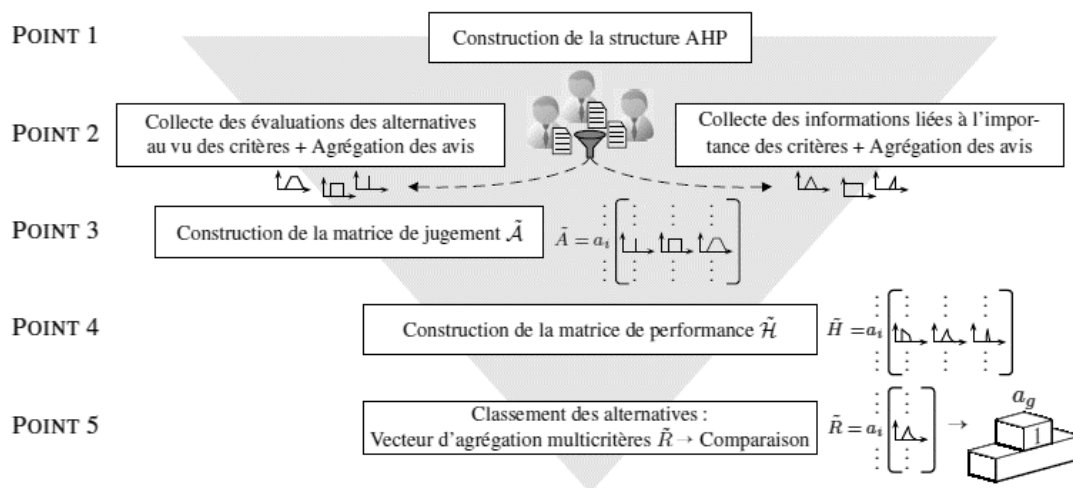 POINT 1
Construction de la structure AHP
POINT 2
Collecte des évaluations des alternatives
au vu des critères + Agrégation des avis
Collecte des informations liées à l'impor-
tance des critères + Agrégation des avis
POINT 3
Construction de la matrice de jugement Ã
Ã = a_i
POINT 4
Construction de la matrice de performance H̃
H̃ = a_i
POINT 5
Classement des alternatives :
Vecteur d'agrégation multicritères R̃ → Comparaison
R̃ = a_i →
a_g
1